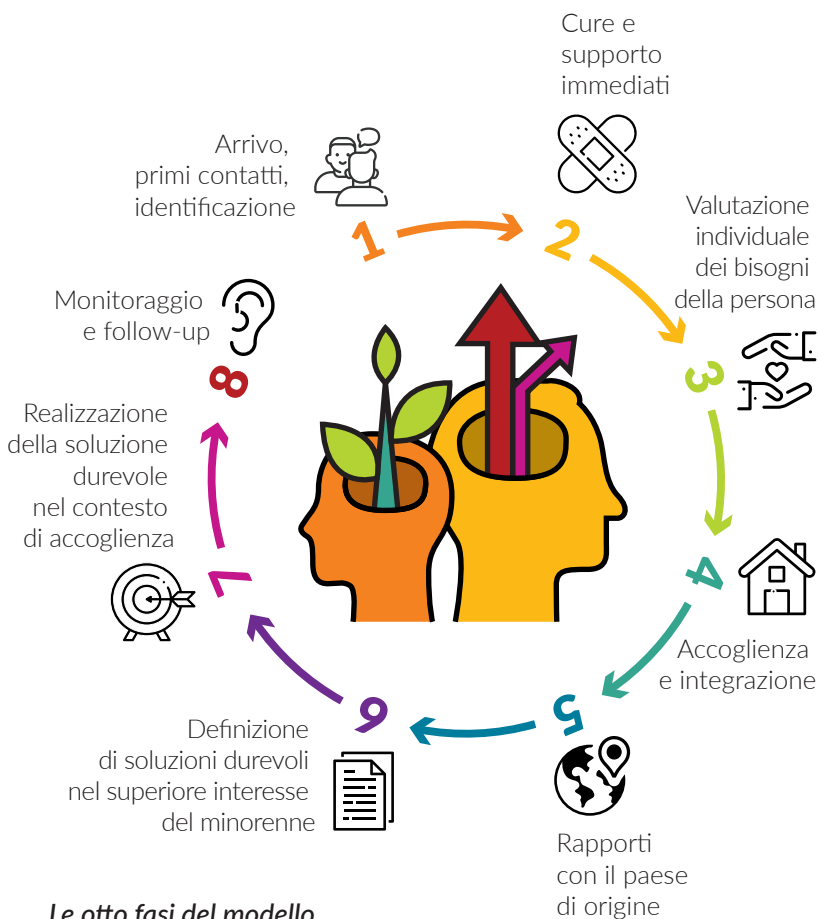 Cure e
supporto
immediati
Arrivo,
primi contatti,
identificazione
1
2
Valutazione
individuale
dei bisogni
della persona
3
Monitoraggio
e follow-up
8
Realizzazione
della soluzione
durevole
nel contesto
di accoglienza
7
4
Accoglienza
e integrazione
6
5
Definizione
di soluzioni durevoli
nel superiore interesse
del minorenne
Rapporti
con il paese
di origine
Le otto fasi del modello